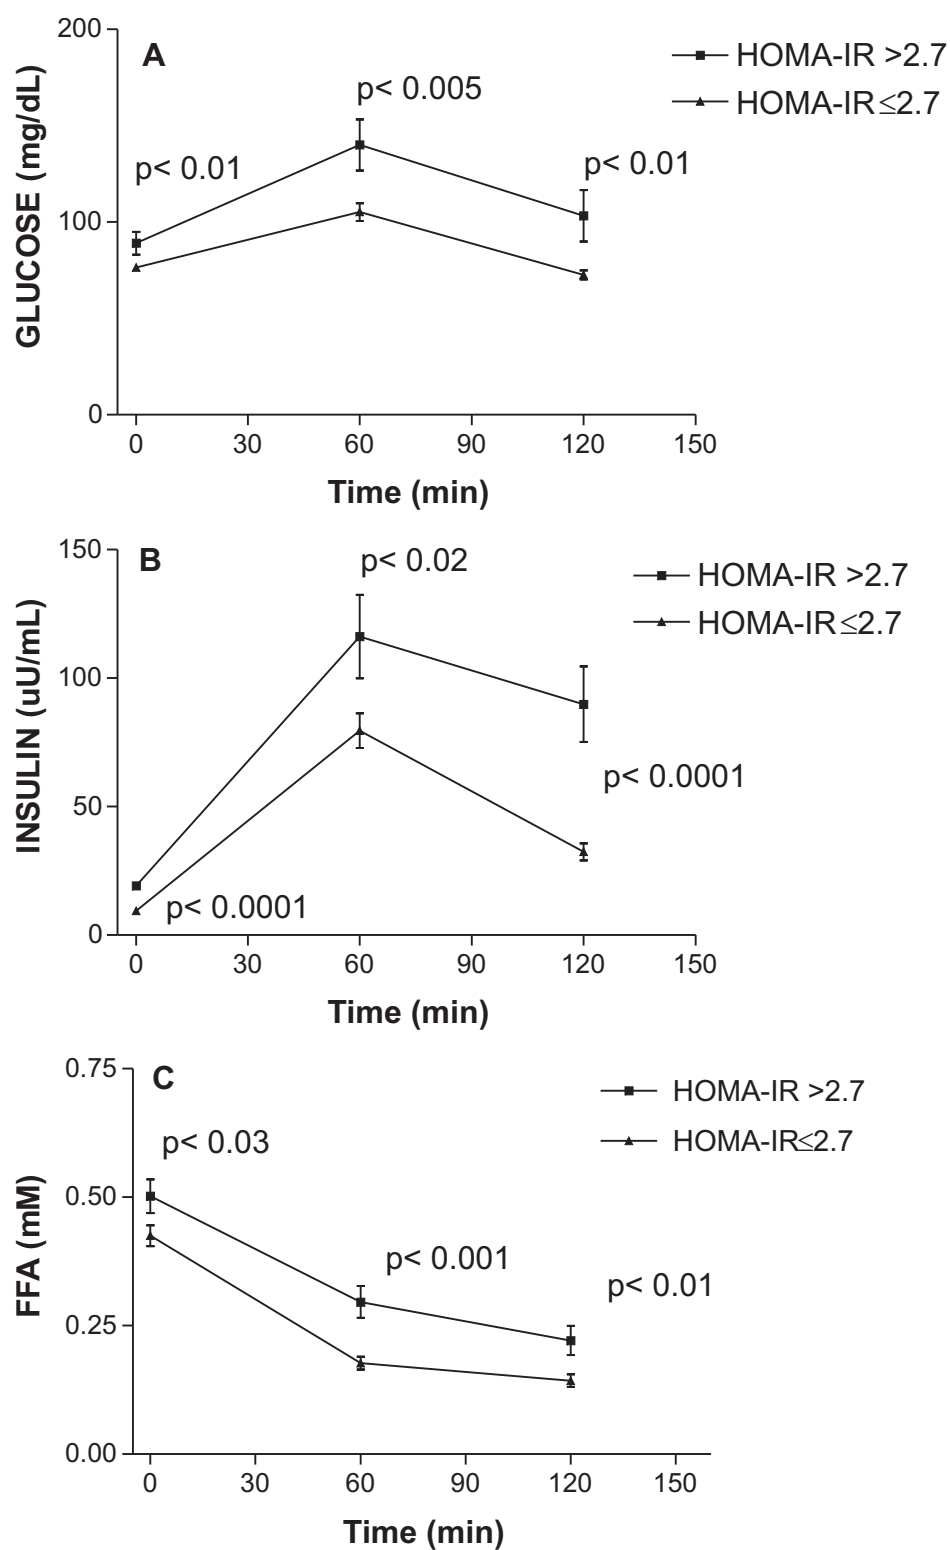 200
A
HOMA-IR >2.7
HOMA-IR≤2.7
p< 0.005
p< 0.01
p< 0.01
GLUCOSE (mg/dL)
100
0
0 30 60 90 120 150
Time (min)
150
B
p< 0.02
HOMA-IR >2.7
HOMA-IR≤2.7
INSULIN (uU/mL)
100
p< 0.0001
50
p< 0.0001
0
0 30 60 90 120 150
Time (min)
0.75
C
HOMA-IR >2.7
HOMA-IR≤2.7
p< 0.03
0.50
FFA (mM)
p< 0.001
p< 0.01
0.25
0.00
0 30 60 90 120 150
Time (min)